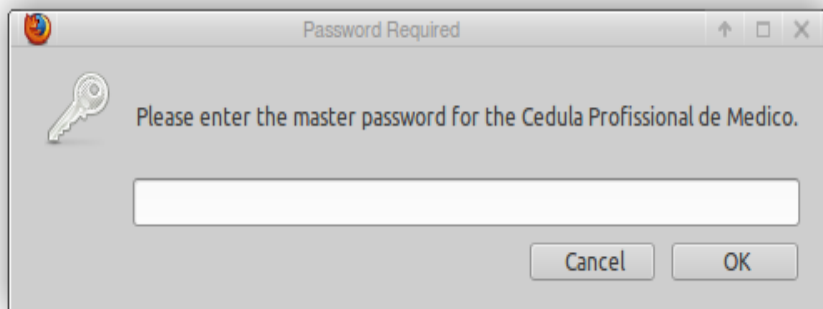 Password Required
Please enter the master password for the Cedula Profissional de Medico.
Cancel
OK